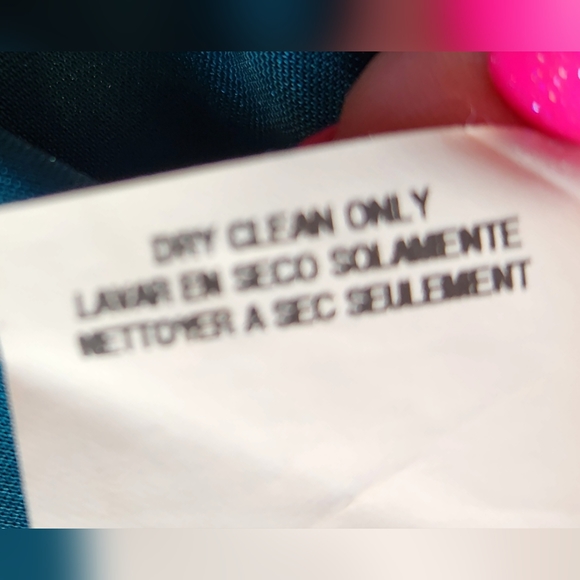 DRY CLEAN ONLY
LAVAR EN SECO SOLAMENTE
NETTOYER A SEC SEULEMENT